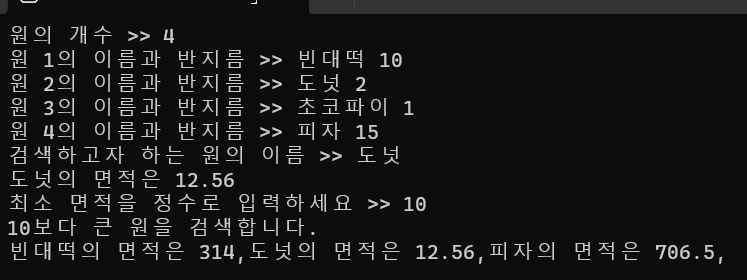 원의 개수 >> 4
원 1의 이름과 반지름 >> 빈대떡 10
원 2의 이름과 반지름 >> 도넛 2
원 3의 이름과 반지름 >> 초코파이 1
원 4의 이름과 반지름 >> 피자 15
검색하고자 하는 원의 이름 >> 도넛
도넛의 면적은 12.56
최소 면적을 정수로 입력하세요 >> 10
10보다 큰 원을 검색합니다.
빈대떡의 면적은 314,도넛의 면적은 12.56,피자의 면적은 706.5,